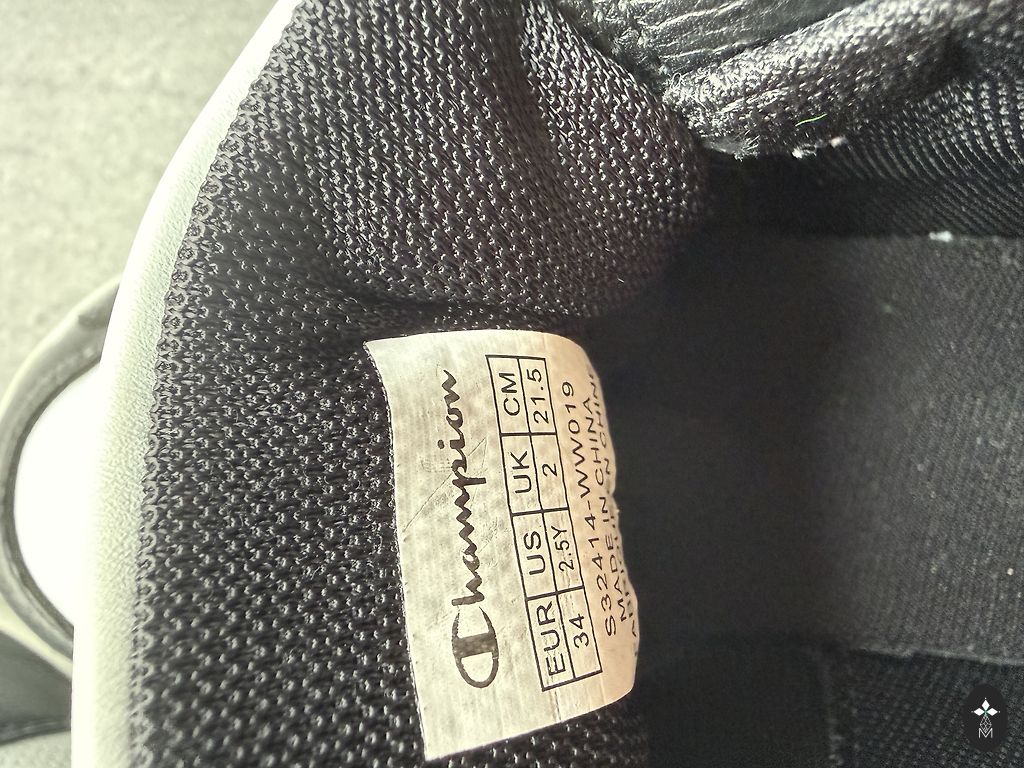 Champion
EUR US UK CM
34 2.5Y 2 21.5
S32414-WW019
MADE IN CHINA